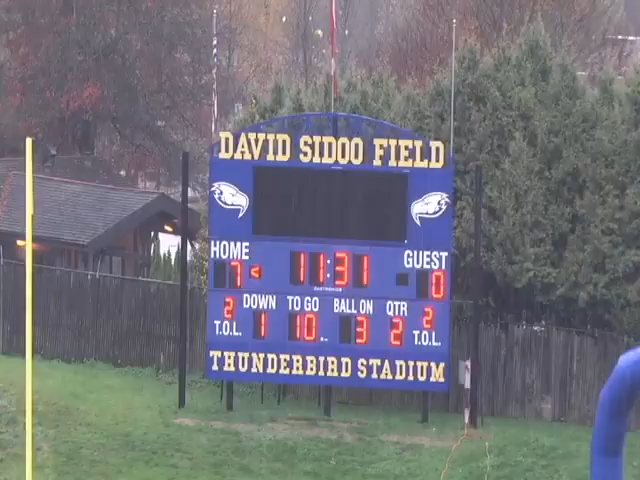 DAVID SIDOO FIELD
HOME 11:31 GUEST
7 < 0
2 DOWN TO GO BALL ON QTR 2
T.O.L. 1 10 3 2 T.O.L.
THUNDERBIRD STADIUM